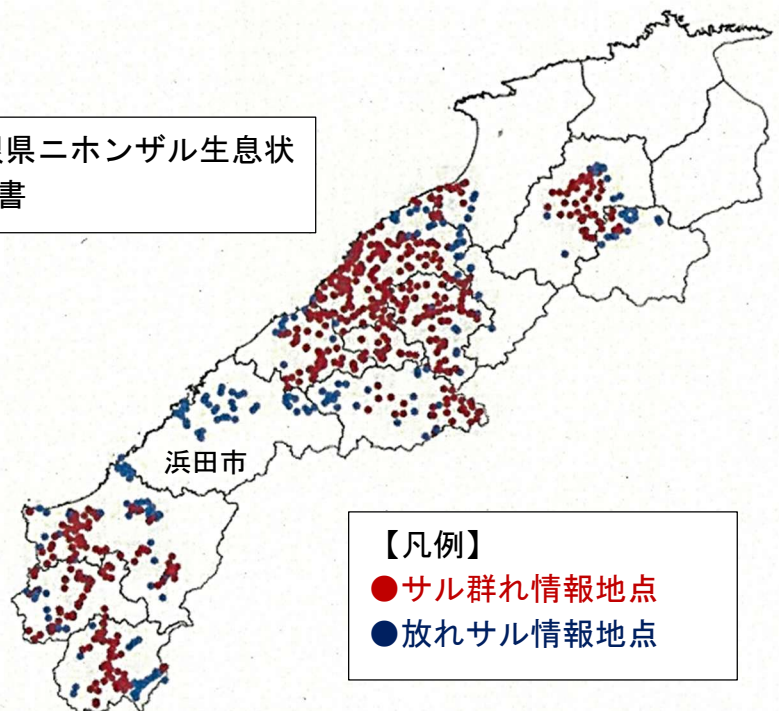 県ニホンザル生息状
書
浜田市
【凡例】
●サル群れ情報地点
●放れサル情報地点